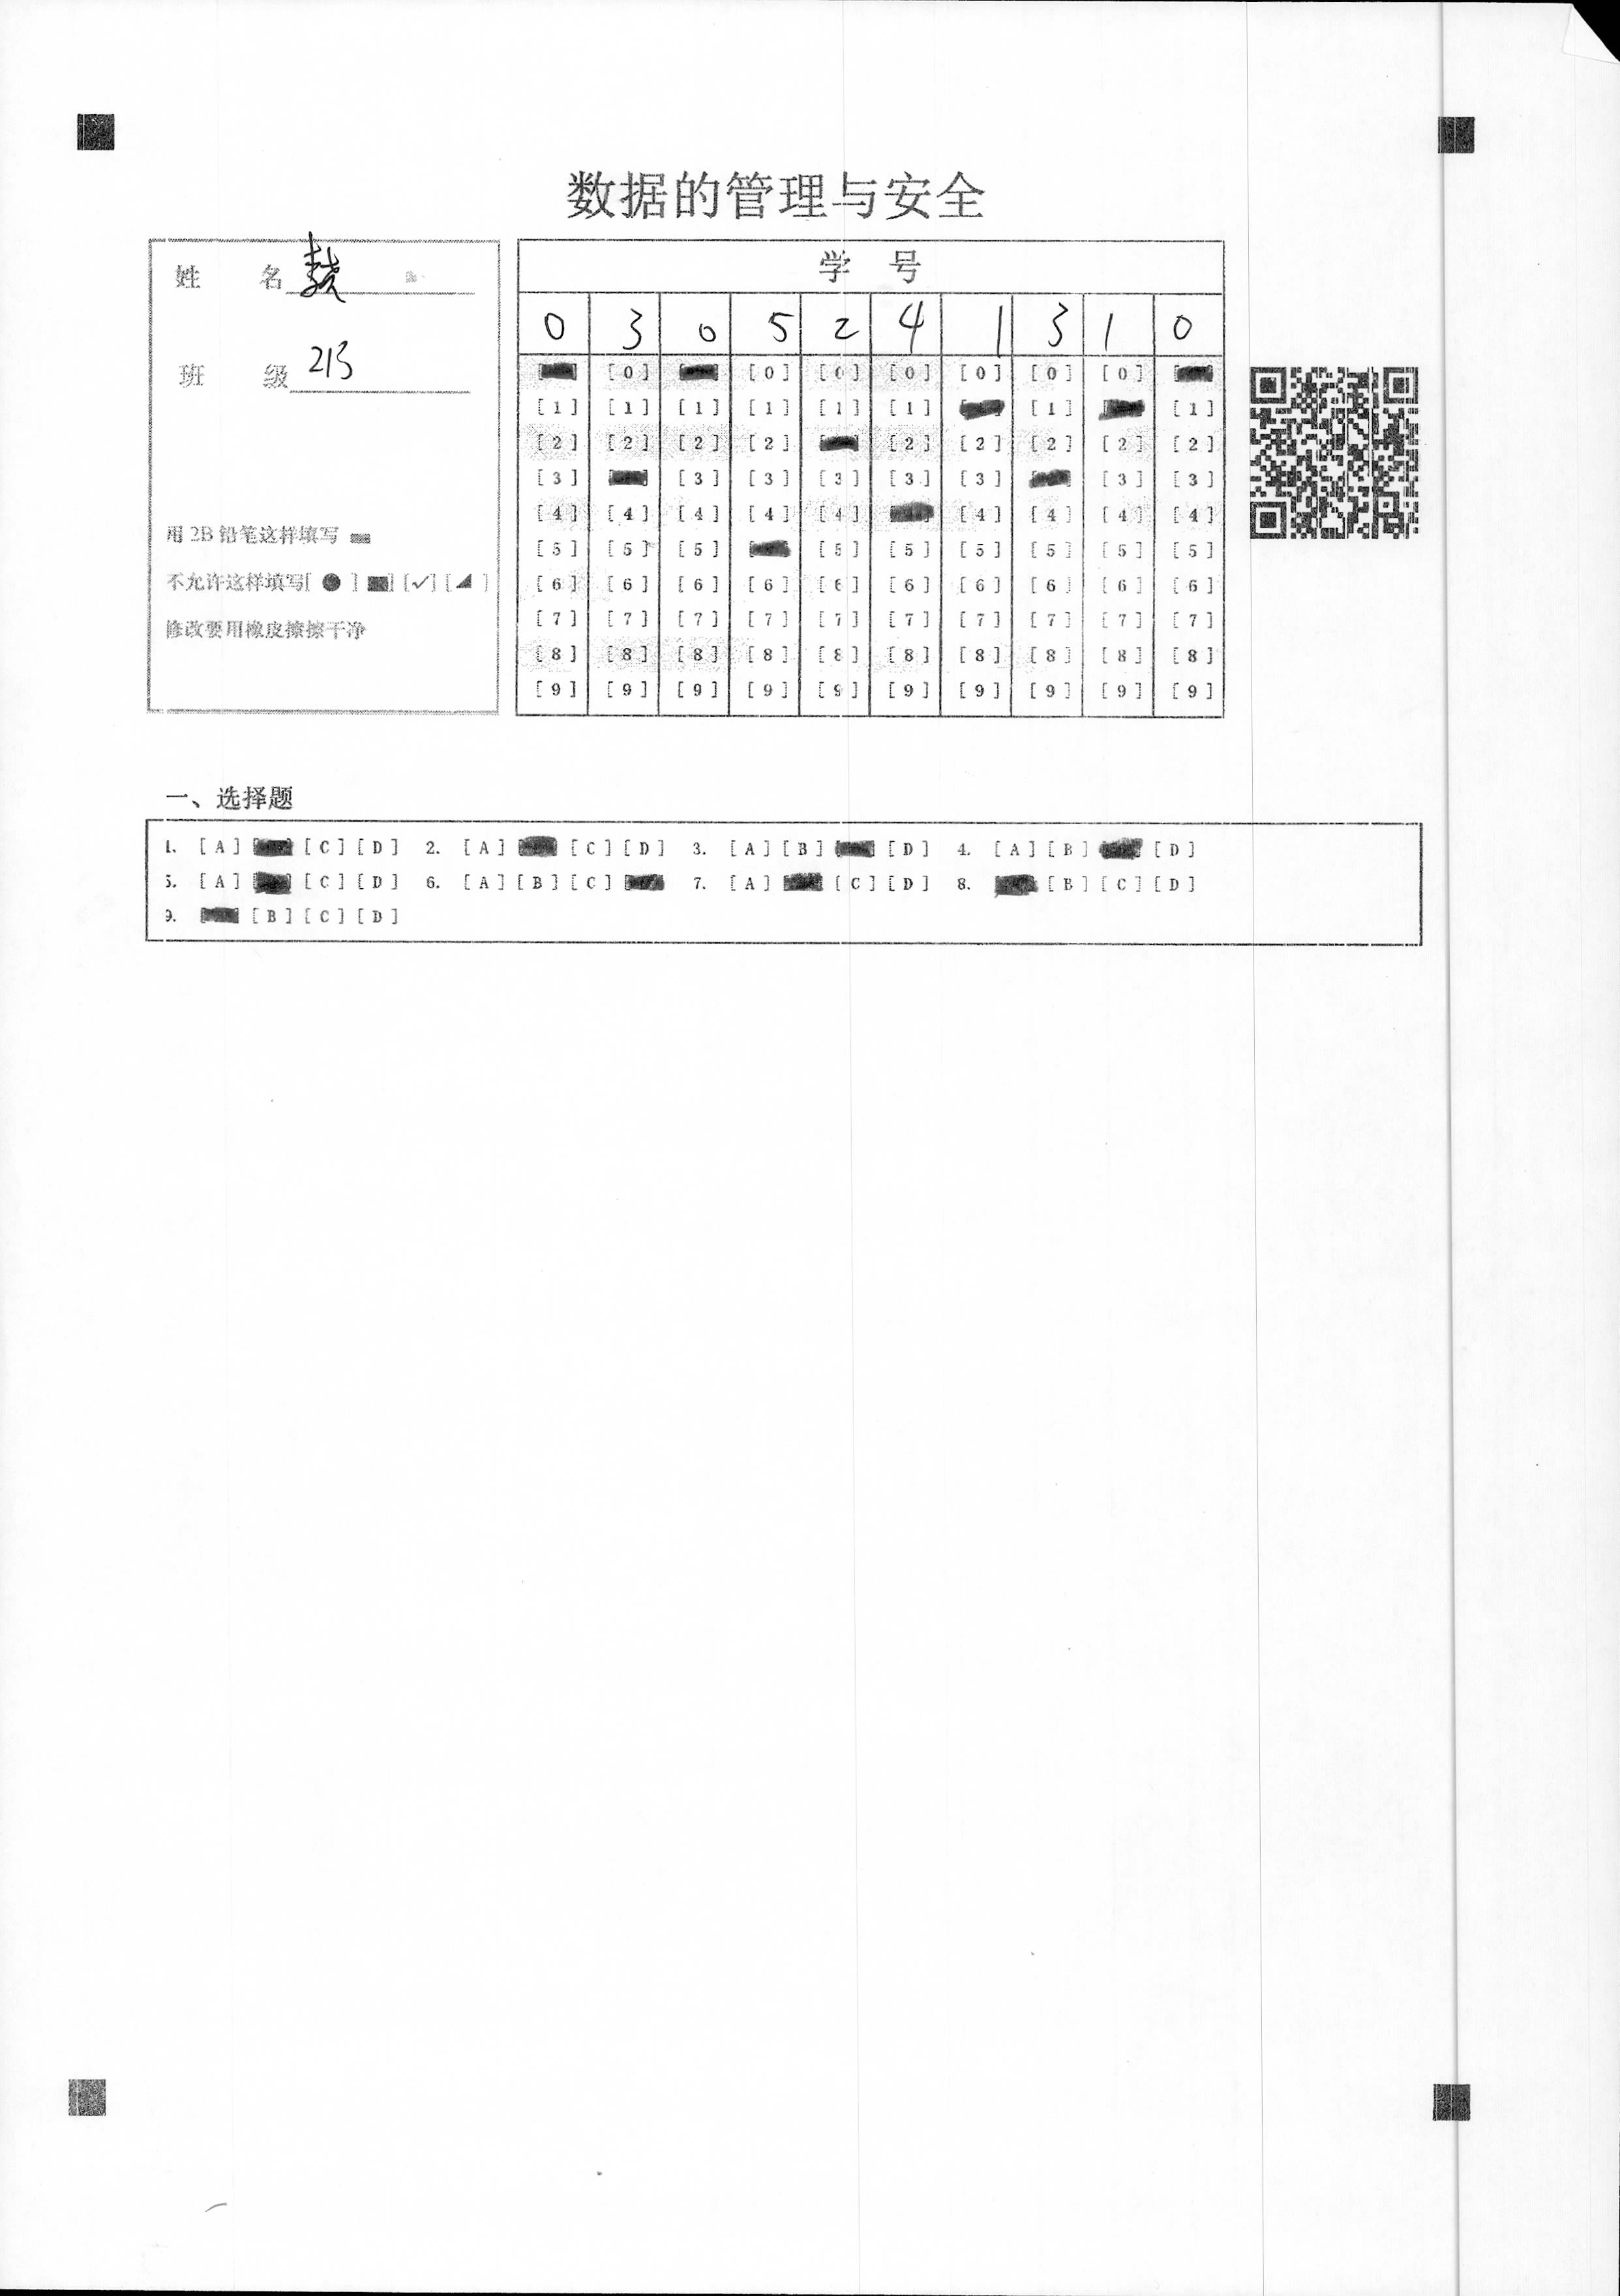 数据的管理与安全
姓 名
班 级 213
用 2B 铅笔这样填写
不允许这样填写[ ● ] [■] [✓] [◢ ]
修改要用橡皮擦擦干净
学 号
0 3 0 5 2 4 1 3 1 0
[0] [0] [0] [0] [0] [0] [0]
[1] [1] [1] [1] [1] [1] [1] [1]
[2] [2] [2] [2] [2] [2] [2] [2] [2]
[3] [3] [3] [3] [3] [3] [3] [3]
[4] [4] [4] [4] [4] [4] [4] [4] [4]
[5] [5] [5] [5] [5] [5] [5] [5] [5]
[6] [6] [6] [6] [6] [6] [6] [6] [6] [6]
[7] [7] [7] [7] [7] [7] [7] [7] [7] [7]
[8] [8] [8] [8] [8] [8] [8] [8] [8] [8]
[9] [9] [9] [9] [9] [9] [9] [9] [9] [9]
一、选择题
1. [A] [C] [D] 2. [A] [C] [D] 3. [A] [B] [D] 4. [A] [B] [D]
5. [A] [C] [D] 6. [A] [B] [C] 7. [A] [C] [D] 8. [B] [C] [D]
9. [B] [C] [D]